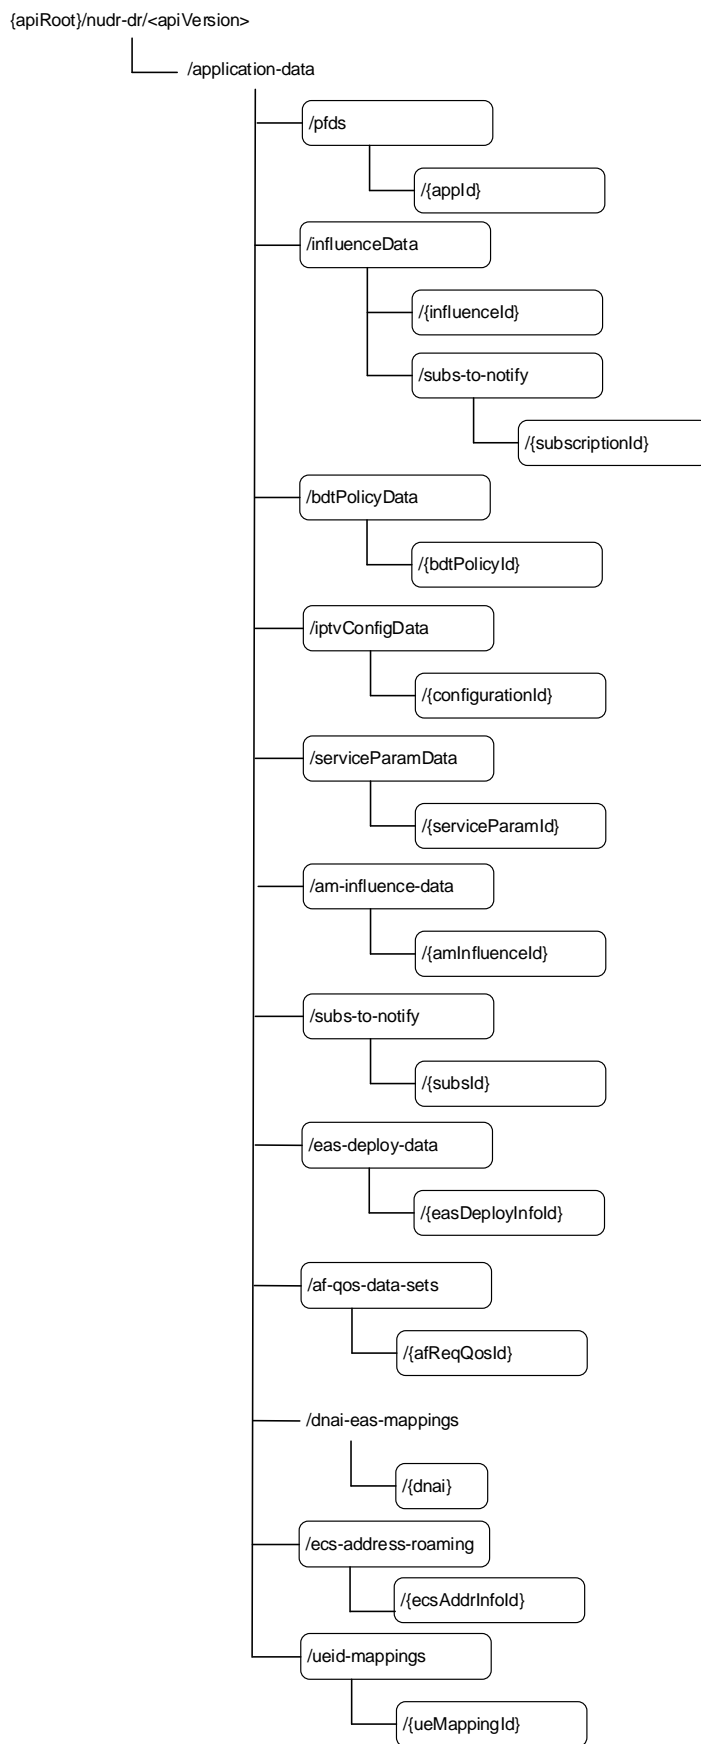 {apiRoot}/nudr-dr/<apiVersion>
/application-data
/pfds
/{appId}
/influenceData
/{influenceId}
/subs-to-notify
/{subscriptionId}
/bdtPolicyData
/{bdtPolicyId}
/iptvConfigData
/{configurationId}
/serviceParamData
/{serviceParamId}
/am-influence-data
/{amInfluenceId}
/subs-to-notify
/{subsId}
/eas-deploy-data
/{easDeployInfoId}
/af-qos-data-sets
/{afReqQosId}
/dnai-eas-mappings
/{dnai}
/ecs-address-roaming
/{ecsAddrInfoId}
/ueid-mappings
/{ueMappingId}